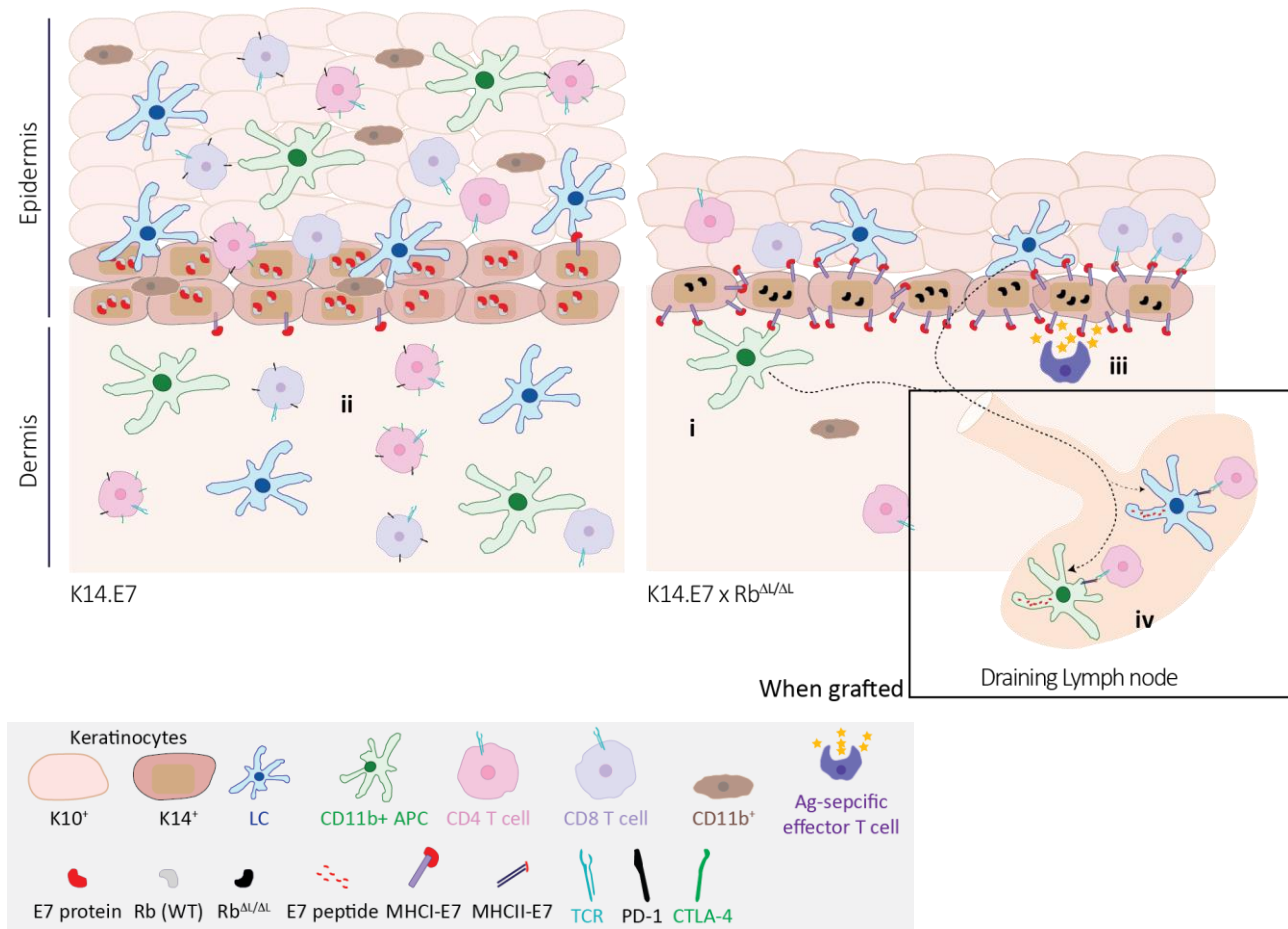 Epidermis
Dermis
ii
K14.E7
i
iii
K14.E7 x Rb^ΔL/ΔL
iv
When grafted
Draining Lymph node
Keratinocytes
K10⁺
K14⁺
LC
CD11b+ APC
CD4 T cell
CD8 T cell
CD11b⁺
Ag-sepcific
effector T cell
E7 protein
Rb (WT)
Rb^ΔL/ΔL
E7 peptide
MHCI-E7
MHCII-E7
TCR
PD-1
CTLA-4